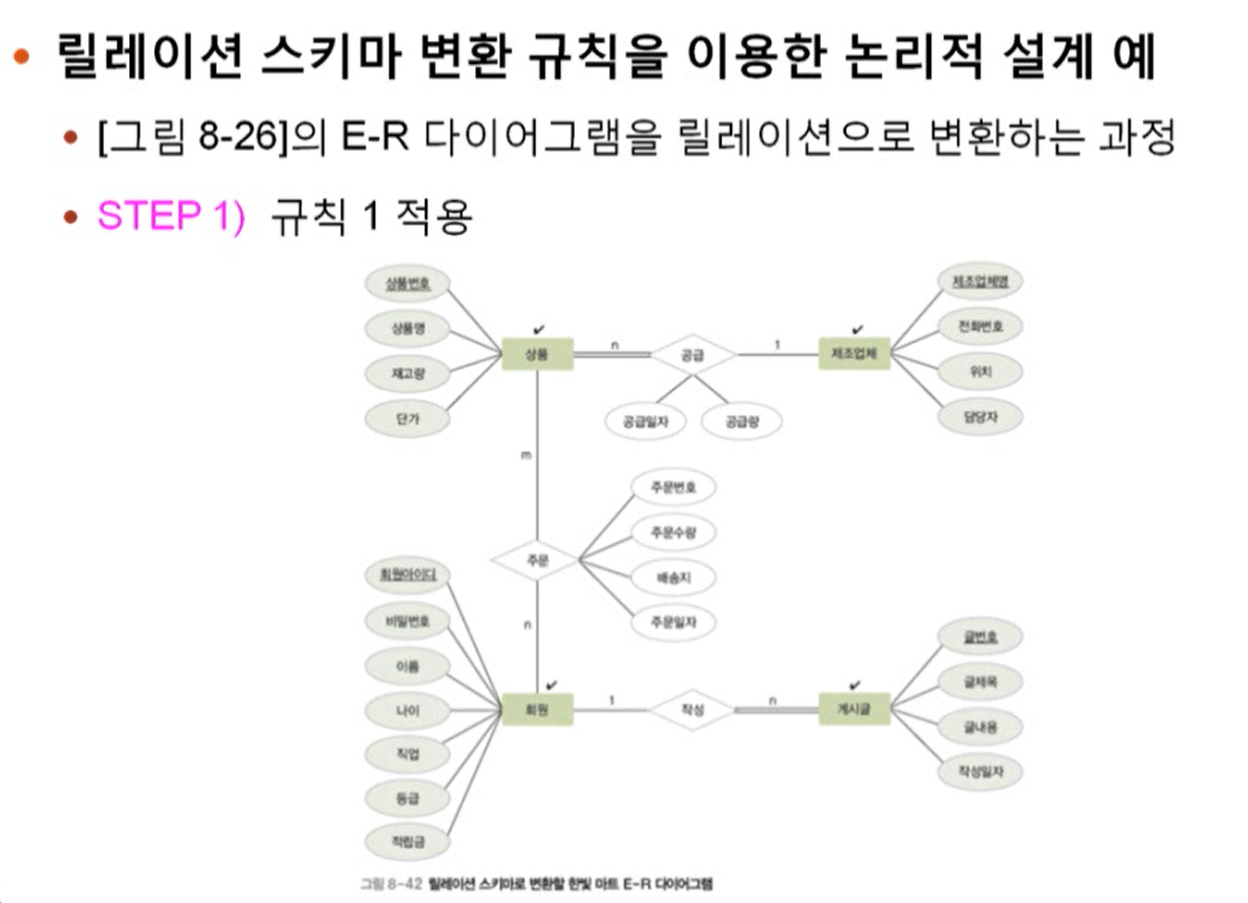 릴레이션 스키마 변환 규칙을 이용한 논리적 설계 예
[그림 8-26]의 E-R 다이어그램을 릴레이션으로 변환하는 과정
STEP 1) 규칙 1 적용
상품번호
상품명
재고량
단가
상품
n
공급
1
제조업체
공급일자
공급량
제조업체명
전화번호
위치
담당자
m
주문
주문번호
주문수량
배송지
주문일자
n
회원아이디
비밀번호
이름
나이
직업
등급
적립금
회원
1
작성
n
게시글
글번호
글제목
글내용
작성일자
그림 8-42 릴레이션 스키마로 변환할 한빛 마트 E-R 다이어그램